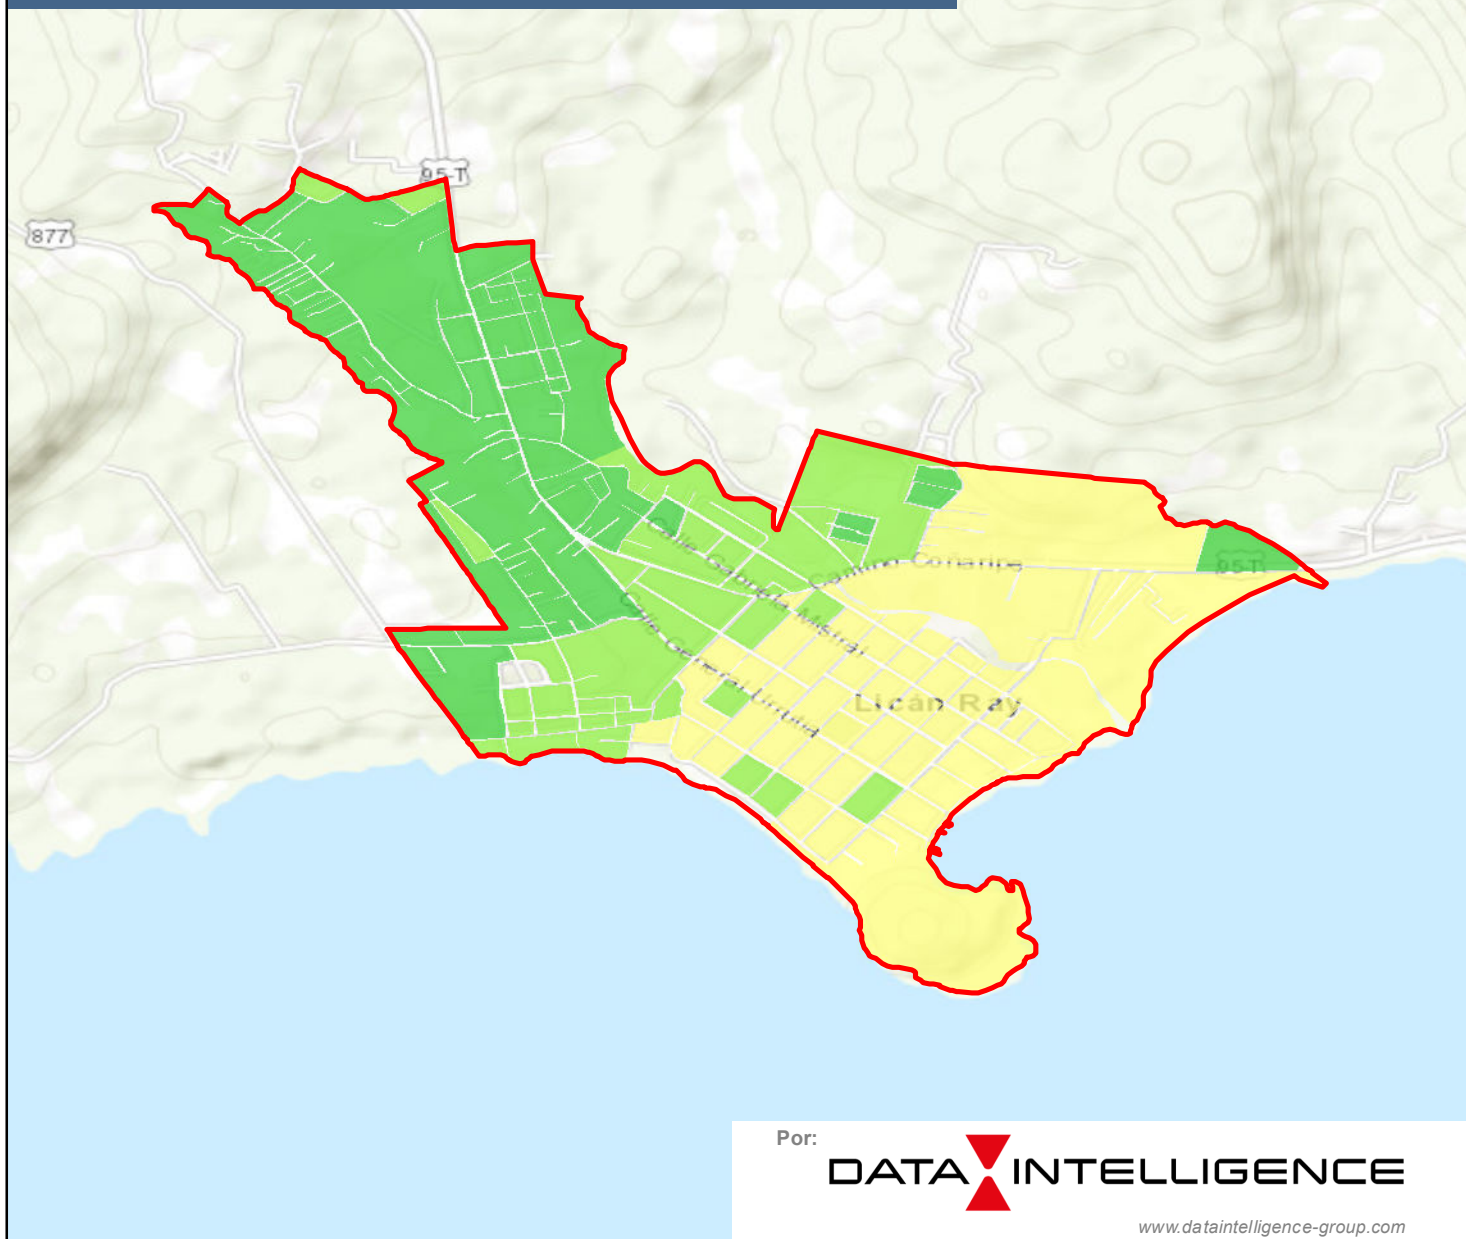 95-T
877
Calle Gabriela Mistral
Camino Coñaripe
95-T
Calle General Urrutia
Licán Ray
Por:
DATA INTELLIGENCE
www.dataintelligence-group.com